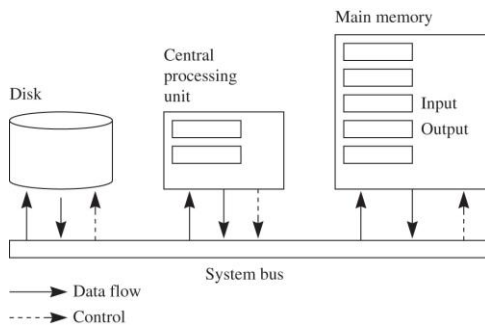 Main memory
Central
processing
unit
Disk
Input
Output
System bus
Data flow
Control